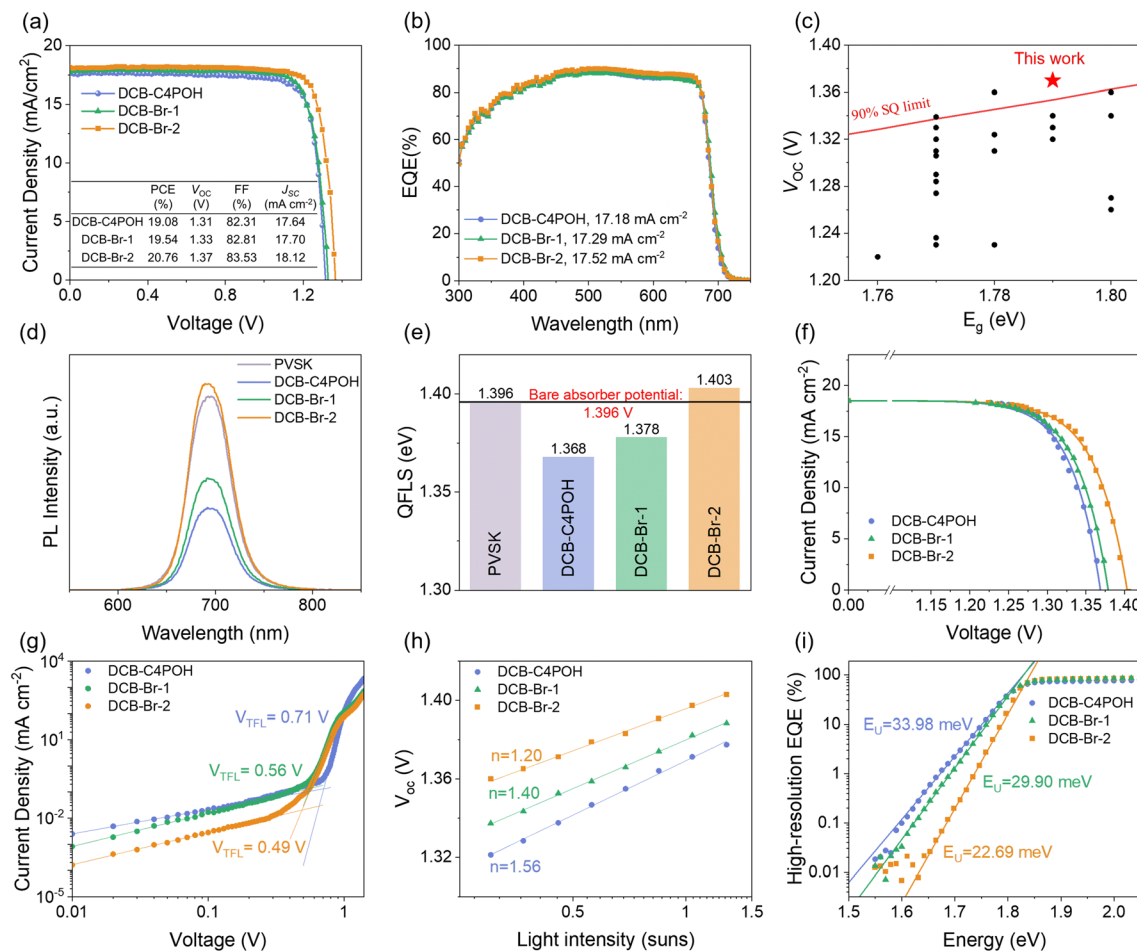 (a)
20
15
10
5
0
Current Density (mA/cm2)
DCB-C4POH
DCB-Br-1
DCB-Br-2
PCE (%) VOC (V) FF (%) JSC (mA cm-2)
DCB-C4POH 19.08 1.31 82.31 17.64
DCB-Br-1 19.54 1.33 82.81 17.70
DCB-Br-2 20.76 1.37 83.53 18.12
0.0 0.4 0.8 1.2
Voltage (V)
(b)
100
80
60
40
20
0
EQE(%)
DCB-C4POH, 17.18 mA cm-2
DCB-Br-1, 17.29 mA cm-2
DCB-Br-2, 17.52 mA cm-2
300 400 500 600 700
Wavelength (nm)
(c)
1.40
1.36
1.32
1.28
1.24
1.20
VOC (V)
This work
90% SQ limit
1.76 1.77 1.78 1.79 1.80
Eg (eV)
(d)
PL Intensity (a.u.)
PVSK
DCB-C4POH
DCB-Br-1
DCB-Br-2
600 700 800
Wavelength (nm)
(e)
1.40
1.35
1.30
QFLS (eV)
1.396
1.368
1.378
1.403
Bare absorber potential:
1.396 V
PVSK
DCB-C4POH
DCB-Br-1
DCB-Br-2
(f)
25
20
15
10
5
0
Current Density (mA cm-2)
DCB-C4POH
DCB-Br-1
DCB-Br-2
0.00 1.15 1.20 1.25 1.30 1.35 1.40
Voltage (V)
(g)
10^4
10^1
10^-2
10^-5
Current Density (mA cm-2)
DCB-C4POH
DCB-Br-1
DCB-Br-2
VTFL= 0.71 V
VTFL= 0.56 V
VTFL= 0.49 V
0.01 0.1 1
Voltage (V)
(h)
1.40
1.36
1.32
Voc (V)
DCB-C4POH
DCB-Br-1
DCB-Br-2
n=1.20
n=1.40
n=1.56
0.5 1 1.5
Light intensity (suns)
(i)
100
10
1
0.1
0.01
High-resolution EQE (%)
DCB-C4POH
DCB-Br-1
DCB-Br-2
EU=33.98 meV
EU=29.90 meV
EU=22.69 meV
1.5 1.6 1.7 1.8 1.9 2.0
Energy (eV)